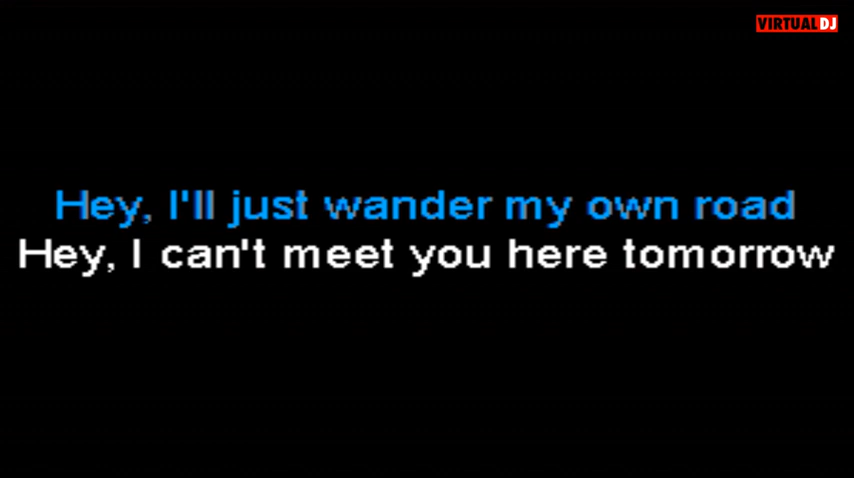 VIRTUALDJ
Hey, I'll just wander my own road
Hey, I can't meet you here tomorrow